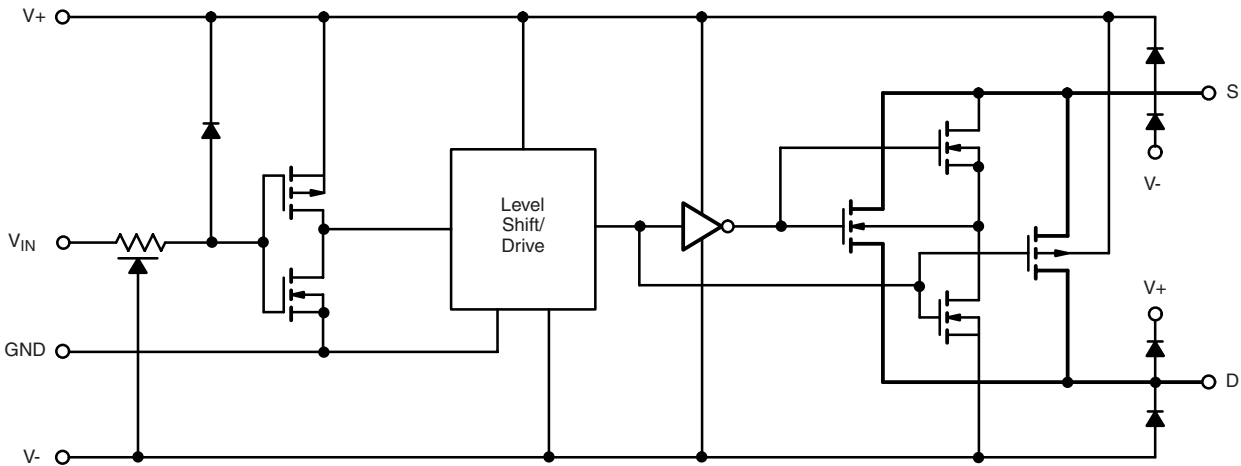 V+
S
V-
Level
Shift/
Drive
VIN
V+
GND
D
V-